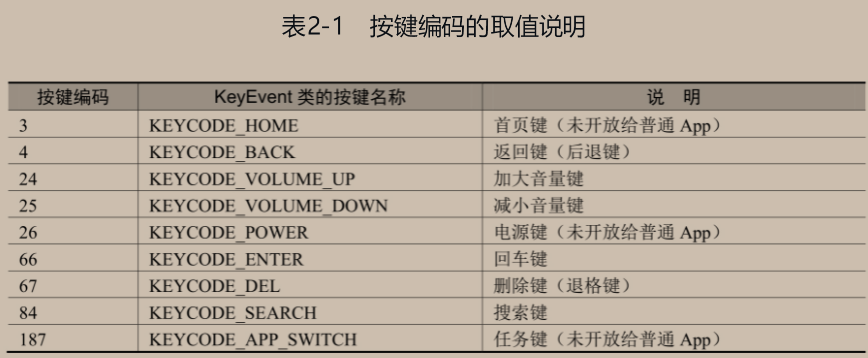 表2-1 按键编码的取值说明
按键编码 KeyEvent 类的按键名称 说 明
3 KEYCODE_HOME 首页键（未开放给普通 App）
4 KEYCODE_BACK 返回键（后退键）
24 KEYCODE_VOLUME_UP 加大音量键
25 KEYCODE_VOLUME_DOWN 减小音量键
26 KEYCODE_POWER 电源键（未开放给普通 App）
66 KEYCODE_ENTER 回车键
67 KEYCODE_DEL 删除键（退格键）
84 KEYCODE_SEARCH 搜索键
187 KEYCODE_APP_SWITCH 任务键（未开放给普通 App）